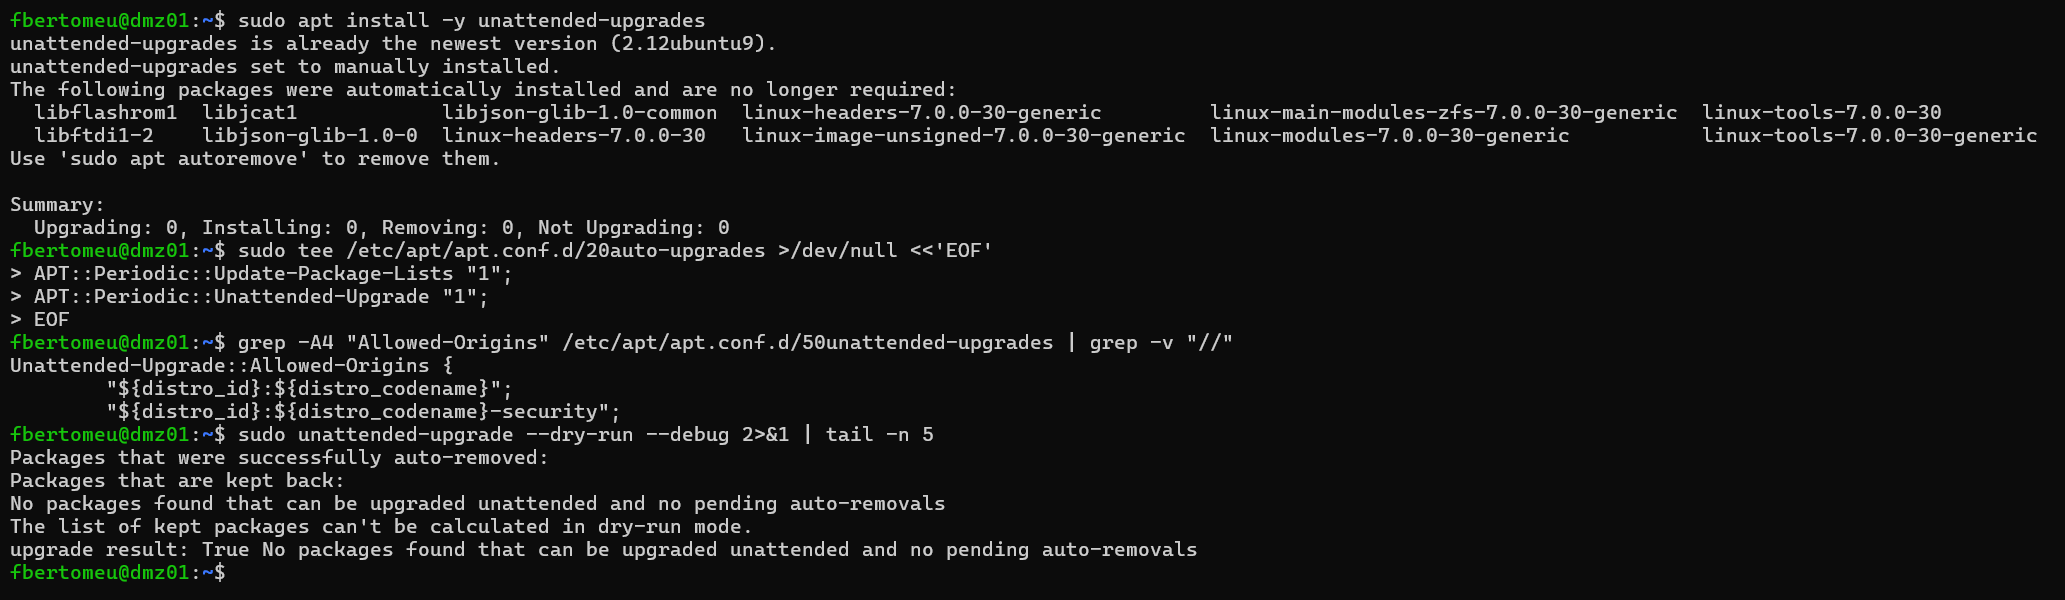 fbertomeu@dmz01:~$ sudo apt install -y unattended-upgrades
unattended-upgrades is already the newest version (2.12ubuntu9).
unattended-upgrades set to manually installed.
The following packages were automatically installed and are no longer required:
  libflashrom1  libjcat1            libjson-glib-1.0-common  linux-headers-7.0.0-30-generic         linux-main-modules-zfs-7.0.0-30-generic  linux-tools-7.0.0-30
  libftdi1-2    libjson-glib-1.0-0  linux-headers-7.0.0-30   linux-image-unsigned-7.0.0-30-generic  linux-modules-7.0.0-30-generic           linux-tools-7.0.0-30-generic
Use 'sudo apt autoremove' to remove them.

Summary:
  Upgrading: 0, Installing: 0, Removing: 0, Not Upgrading: 0
fbertomeu@dmz01:~$ sudo tee /etc/apt/apt.conf.d/20auto-upgrades >/dev/null <<'EOF'
> APT::Periodic::Update-Package-Lists "1";
> APT::Periodic::Unattended-Upgrade "1";
> EOF
fbertomeu@dmz01:~$ grep -A4 "Allowed-Origins" /etc/apt/apt.conf.d/50unattended-upgrades | grep -v "//"
Unattended-Upgrade::Allowed-Origins {
        "${distro_id}:${distro_codename}";
        "${distro_id}:${distro_codename}-security";
fbertomeu@dmz01:~$ sudo unattended-upgrade --dry-run --debug 2>&1 | tail -n 5
Packages that were successfully auto-removed:
Packages that are kept back:
No packages found that can be upgraded unattended and no pending auto-removals
The list of kept packages can't be calculated in dry-run mode.
upgrade result: True No packages found that can be upgraded unattended and no pending auto-removals
fbertomeu@dmz01:~$